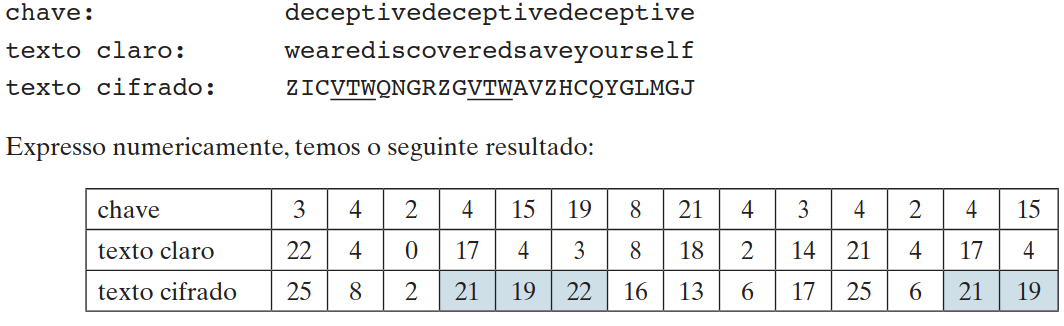 chave: deceptivedeceptivedeceptive
texto claro: wearediscoveredsaveyourself
texto cifrado: ZICVTWQNGRZGVTWAVZHCQYGLMGJ
Expresso numericamente, temos o seguinte resultado:
chave 3 4 2 4 15 19 8 21 4 3 4 2 4 15
texto claro 22 4 0 17 4 3 8 18 2 14 21 4 17 4
texto cifrado 25 8 2 21 19 22 16 13 6 17 25 6 21 19